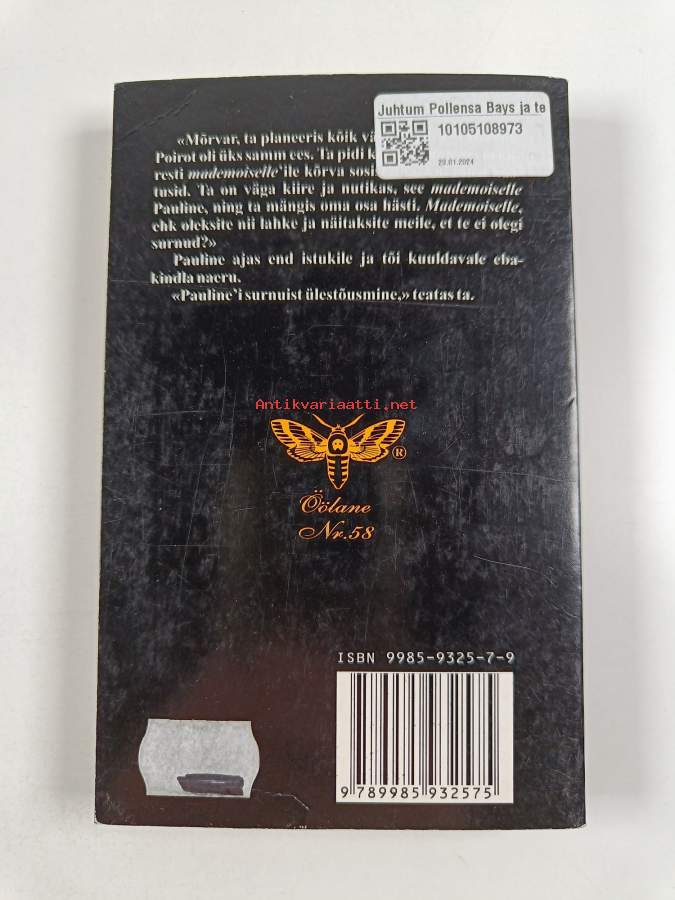 Juhtum Pollensa Bays ja te
10105108973
29.01.2024
«Mõrvar, ta planeeris kõik
Poirot oli üks samm ees. Ta pidi
resti mademoiselle'ile kõrva
tusid. Ta on väga kiire ja nutikas, see mademoiselle
Pauline, ning ta mängis oma osa hästi. Mademoiselle,
ehk oleksite nii lahke ja näitaksite meile, et te ei olegi
surnud?»
Pauline ajas end istukile ja tõi kuuldavale eba-
kindla naeru.
«Pauline'i surnuist ülestõusmine,» teatas ta.
Antikvariaatti.net
®
Öölane
Nr.58
ISBN 9985-9325-7-9
9 789985 932575